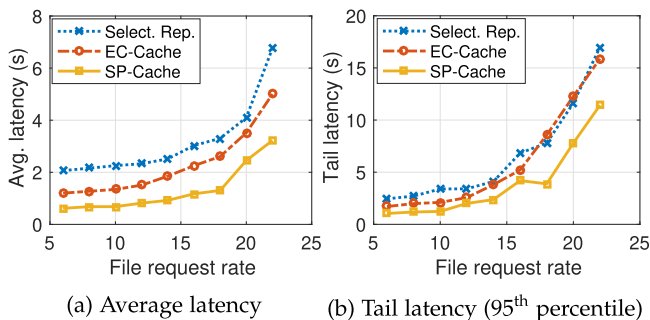 8
6
4
2
0
Avg. latency (s)
Select. Rep.
EC-Cache
SP-Cache
5 10 15 20 25
File request rate
(a) Average latency
20
15
10
5
0
Tail latency (s)
Select. Rep.
EC-Cache
SP-Cache
5 10 15 20 25
File request rate
(b) Tail latency (95th percentile)